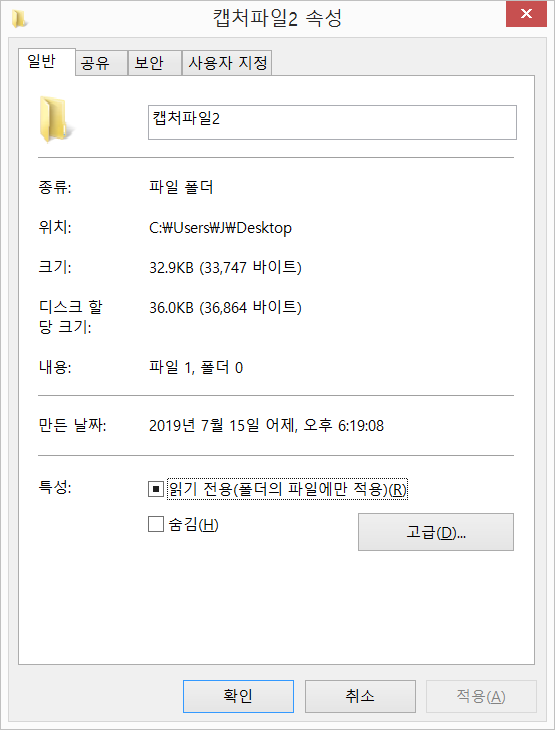 캡처파일2 속성
일반 공유 보안 사용자 지정
캡처파일2
종류: 파일 폴더
위치: C:₩Users₩J₩Desktop
크기: 32.9KB (33,747 바이트)
디스크 할 36.0KB (36,864 바이트)
당 크기:
내용: 파일 1, 폴더 0
만든 날짜: 2019년 7월 15일 어제, 오후 6:19:08
특성: 읽기 전용(폴더의 파일에만 적용)(R)
숨김(H)
고급(D)...
확인 취소 적용(A)